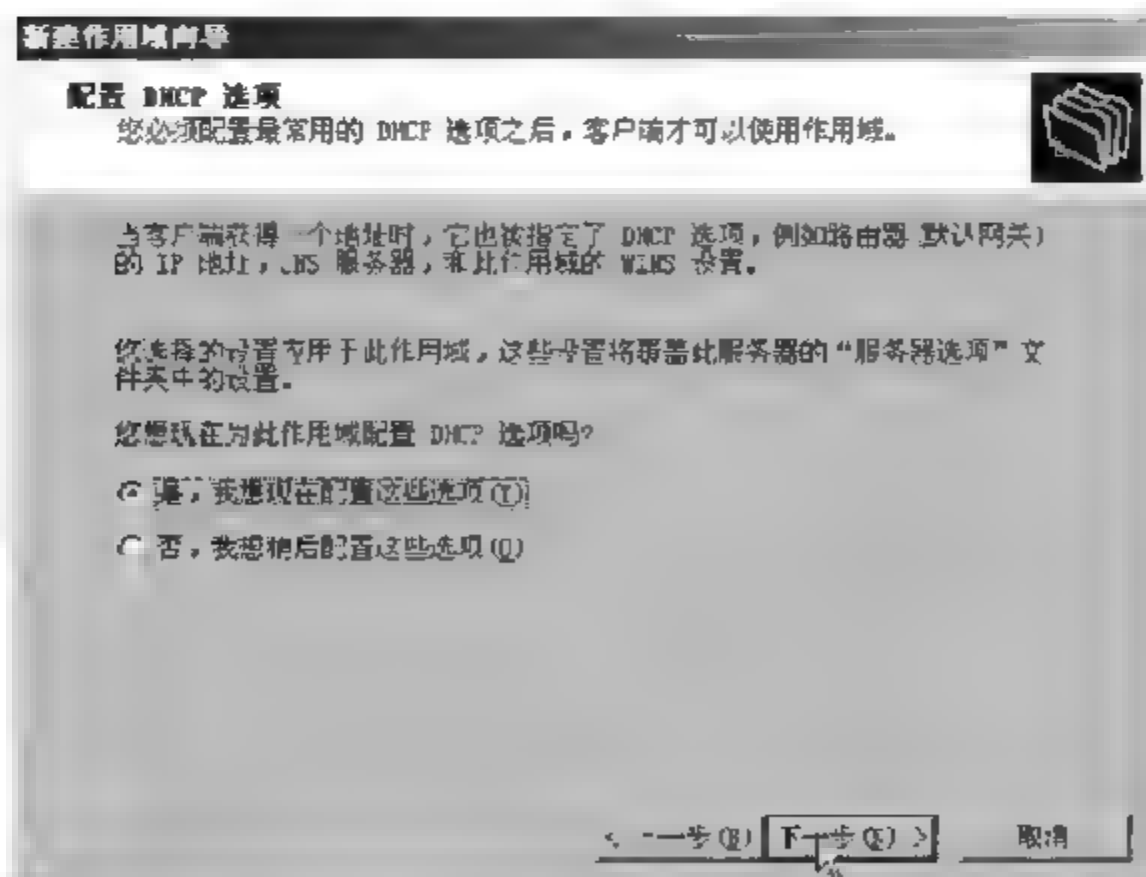 新建作用域向导
配置 DHCP 选项
您必须配置最常用的 DHCP 选项之后，客户端才可以使用作用域。
当客户端获得一个地址时，它也被指定了 DHCP 选项，例如路由器(默认网关)
的 IP 地址，DNS 服务器，和此作用域的 WINS 设置。
您选择的设置应用于此作用域，这些设置将覆盖此服务器的“服务器选项”文
件夹中的设置。
您想现在为此作用域配置 DHCP 选项吗?
是，我想现在配置这些选项(Y)
否，我想稍后配置这些选项(O)
< 上一步(B) 下一步(N) > 取消